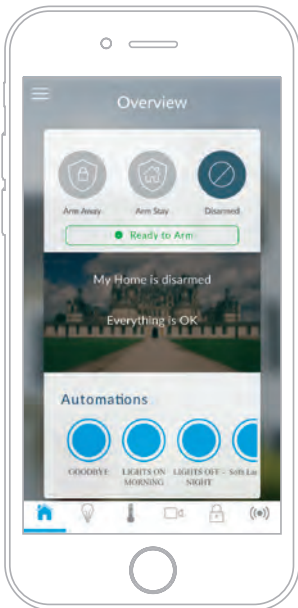 Overview
Arm Away Arm Stay Disarmed
Ready to Arm
My Home is disarmed
Everything is OK
Automations
GOODBYE LIGHTS ON LIGHTS OFF - Soft
MORNING NIGHT